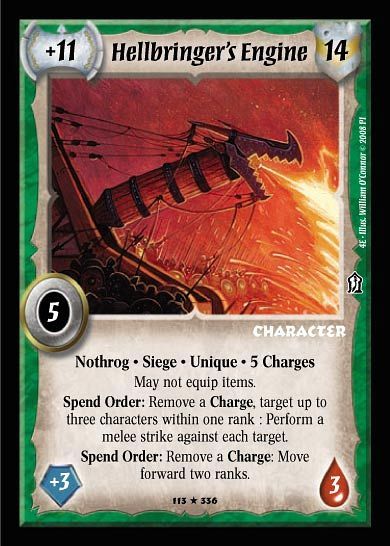 +11
Hellbringer's Engine
14
4E • Illus. William O'Connor © 2008 P1
5
CHARACTER
Nothrog • Siege • Unique • 5 Charges
May not equip items.
Spend Order: Remove a Charge, target up to
three characters within one rank : Perform a
melee strike against each target.
Spend Order: Remove a Charge: Move
forward two ranks.
+3
3
113 ★ 336